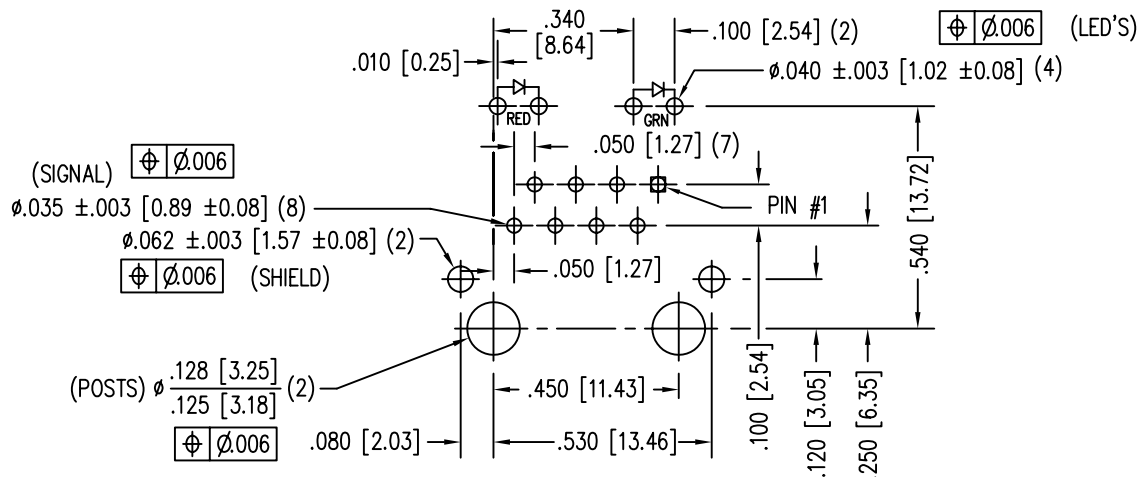 .340
[8.64]
.100 [2.54] (2)
⌖ Ø.006 (LED'S)
.010 [0.25]
Ø.040 ±.003 [1.02 ±0.08] (4)
RED
GRN
.050 [1.27] (7)
(SIGNAL) ⌖ Ø.006
Ø.035 ±.003 [0.89 ±0.08] (8)
PIN #1
Ø.062 ±.003 [1.57 ±0.08] (2)
⌖ Ø.006 (SHIELD)
.050 [1.27]
.540 [13.72]
(POSTS) Ø .128 [3.25]
.125 [3.18] (2)
⌖ Ø.006
.450 [11.43]
.080 [2.03]
.530 [13.46]
.100 [2.54]
.120 [3.05]
.250 [6.35]